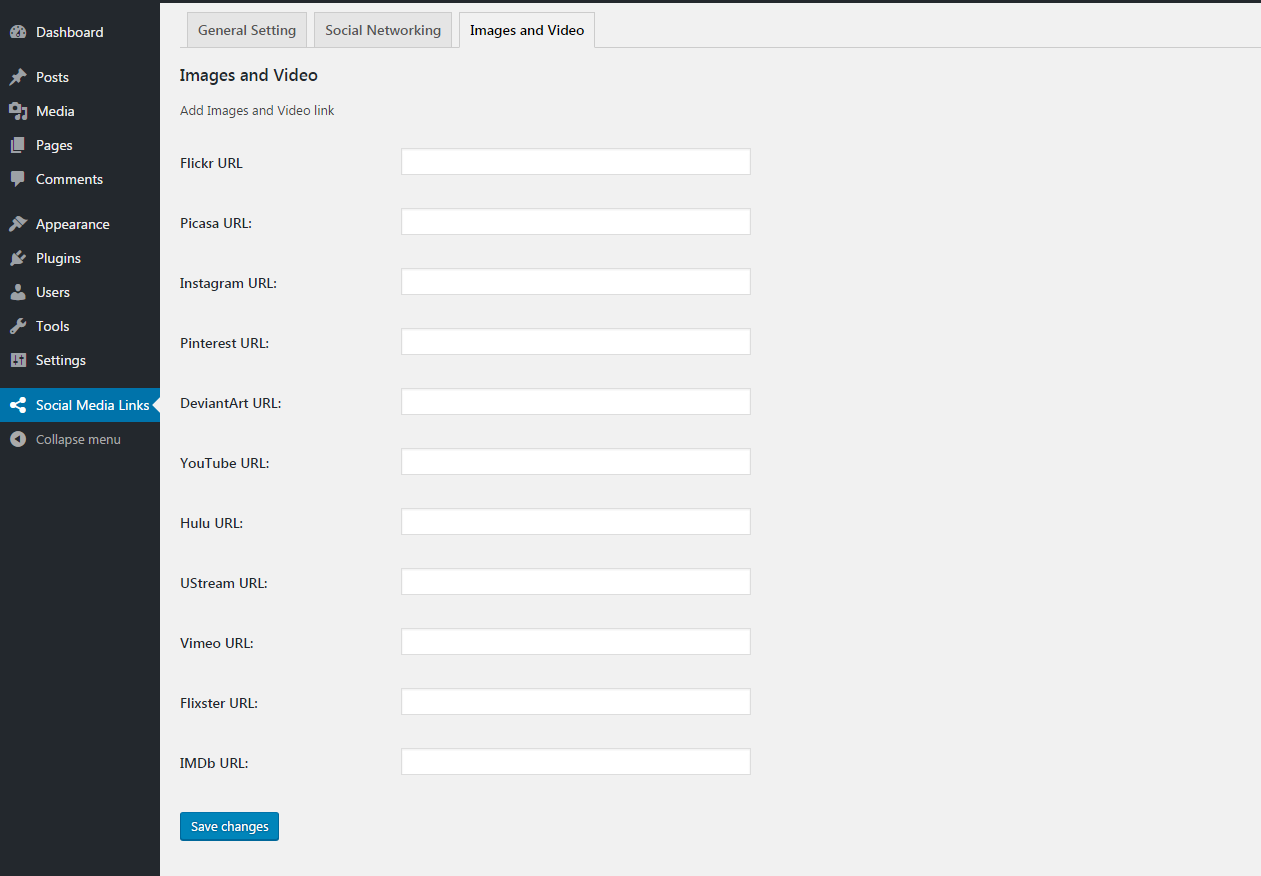 Dashboard
Posts
Media
Pages
Comments
Appearance
Plugins
Users
Tools
Settings
Social Media Links
Collapse menu
General Setting
Social Networking
Images and Video
Images and Video
Add Images and Video link
Flickr URL
Picasa URL:
Instagram URL:
Pinterest URL:
DeviantArt URL:
YouTube URL:
Hulu URL:
UStream URL:
Vimeo URL:
Flixster URL:
IMDb URL:
Save changes